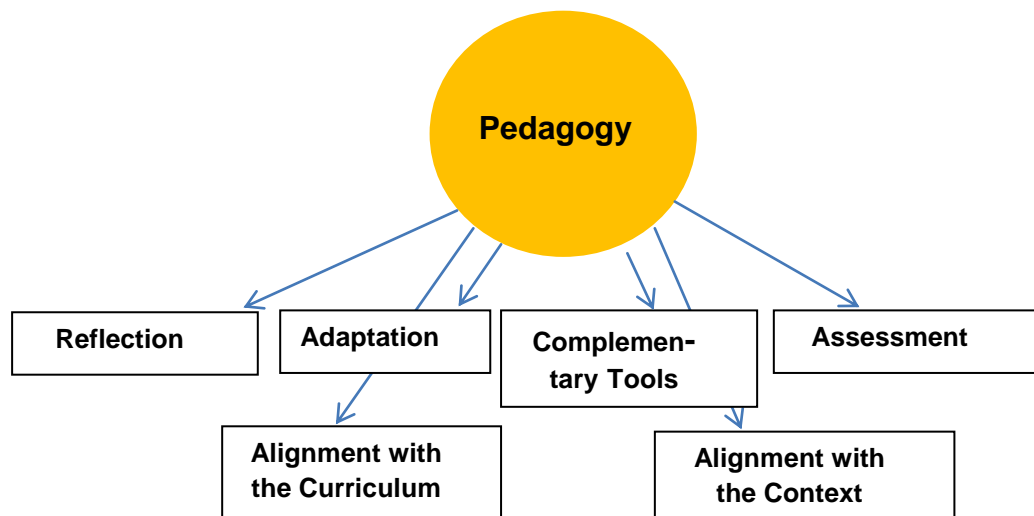 Pedagogy
Reflection
Adaptation
Complemen-
tary Tools
Assessment
Alignment with
the Curriculum
Alignment with
the Context